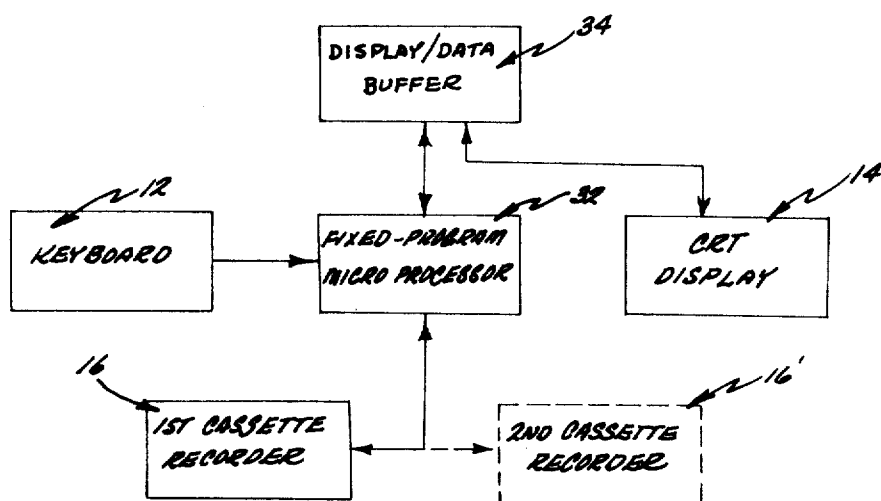 34
DISPLAY/DATA
BUFFER
12
32
14
KEYBOARD
FIXED-PROGRAM
MICRO PROCESSOR
CRT
DISPLAY
16
16'
1ST CASSETTE
RECORDER
2ND CASSETTE
RECORDER